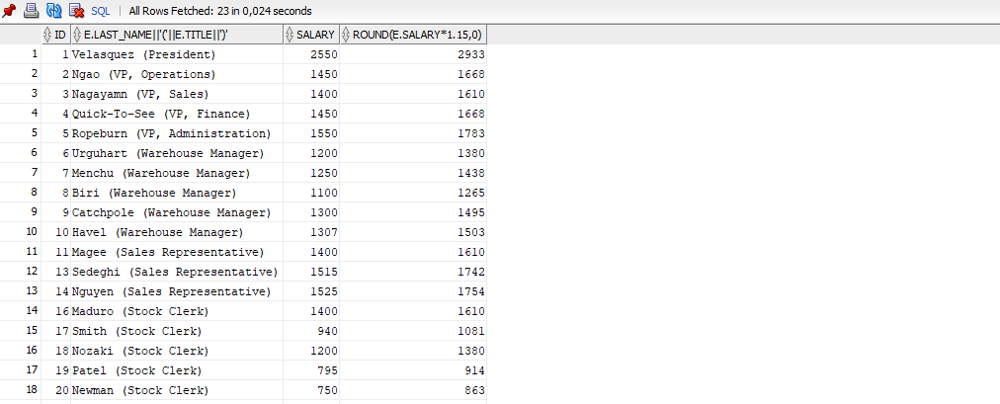 SQL | All Rows Fetched: 23 in 0,024 seconds
ID E.LAST_NAME||'('||E.TITLE||')' SALARY ROUND(E.SALARY*1.15,0)
1 1 Velasquez (President) 2550 2933
2 2 Ngao (VP, Operations) 1450 1668
3 3 Nagayamn (VP, Sales) 1400 1610
4 4 Quick-To-See (VP, Finance) 1450 1668
5 5 Ropeburn (VP, Administration) 1550 1783
6 6 Urguhart (Warehouse Manager) 1200 1380
7 7 Menchu (Warehouse Manager) 1250 1438
8 8 Biri (Warehouse Manager) 1100 1265
9 9 Catchpole (Warehouse Manager) 1300 1495
10 10 Havel (Warehouse Manager) 1307 1503
11 11 Magee (Sales Representative) 1400 1610
12 13 Sedeghi (Sales Representative) 1515 1742
13 14 Nguyen (Sales Representative) 1525 1754
14 16 Maduro (Stock Clerk) 1400 1610
15 17 Smith (Stock Clerk) 940 1081
16 18 Nozaki (Stock Clerk) 1200 1380
17 19 Patel (Stock Clerk) 795 914
18 20 Newman (Stock Clerk) 750 863